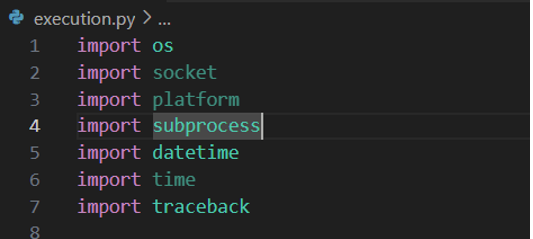 execution.py > ...
1 import os
2 import socket
3 import platform
4 import subprocess
5 import datetime
6 import time
7 import traceback
8